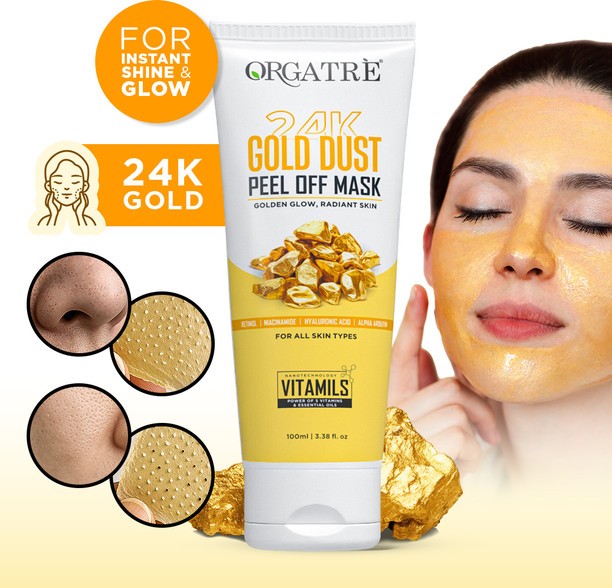 FOR
INSTANT
SHINE &
GLOW
24K
GOLD
ORGATRE
24K
GOLD DUST
PEEL OFF MASK
GOLDEN GLOW, RADIANT SKIN
RETINOL | NIACINAMIDE | HYALURONIC ACID | ALPHA ARBUTIN
FOR ALL SKIN TYPES
NANOTECHNOLOGY
VITAMILS
POWER OF 5 VITAMINS
& ESSENTIAL OILS
100ml | 3.38 fl. oz